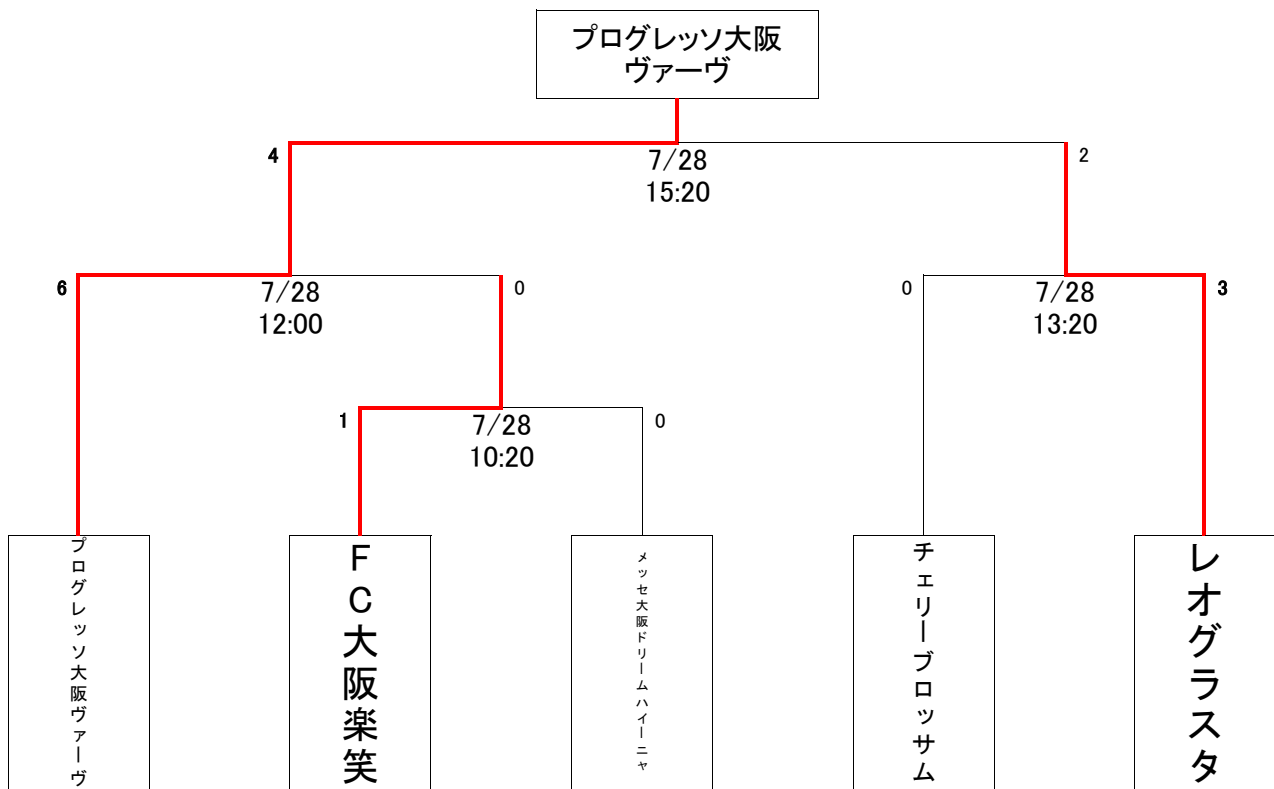 プログレッソ大阪
ヴァーヴ
4
7/28
15:20
2
6
7/28
12:00
0
0
7/28
13:20
3
1
7/28
10:20
0
プログレッソ大阪ヴァーヴ
FC大阪楽笑
メッセ大阪ドリームハイーニャ
チェリーブロッサム
レオグラスタ